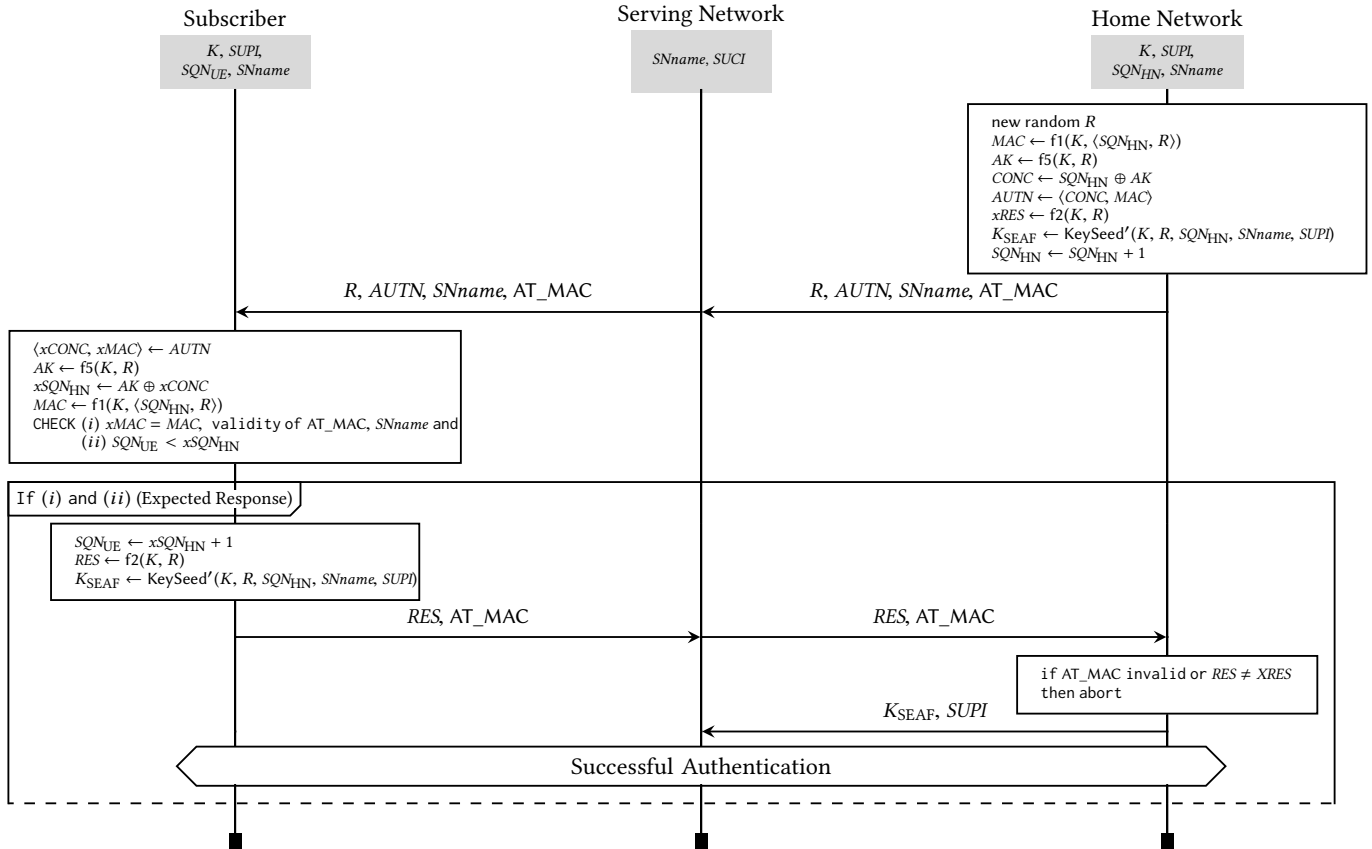 Subscriber
Serving Network
Home Network
K, SUPI,
SQN_UE, SNname
SNname, SUCI
K, SUPI,
SQN_HN, SNname
new random R
MAC ← f1(K, ⟨SQN_HN, R⟩)
AK ← f5(K, R)
CONC ← SQN_HN ⊕ AK
AUTN ← ⟨CONC, MAC⟩
xRES ← f2(K, R)
K_SEAF ← KeySeed′(K, R, SQN_HN, SNname, SUPI)
SQN_HN ← SQN_HN + 1
R, AUTN, SNname, AT_MAC
R, AUTN, SNname, AT_MAC
⟨xCONC, xMAC⟩ ← AUTN
AK ← f5(K, R)
xSQN_HN ← AK ⊕ xCONC
MAC ← f1(K, ⟨SQN_HN, R⟩)
CHECK (i) xMAC = MAC, validity of AT_MAC, SNname and
(ii) SQN_UE < xSQN_HN
If (i) and (ii) (Expected Response)
SQN_UE ← xSQN_HN + 1
RES ← f2(K, R)
K_SEAF ← KeySeed′(K, R, SQN_HN, SNname, SUPI)
RES, AT_MAC
RES, AT_MAC
if AT_MAC invalid or RES ≠ XRES
then abort
K_SEAF, SUPI
Successful Authentication